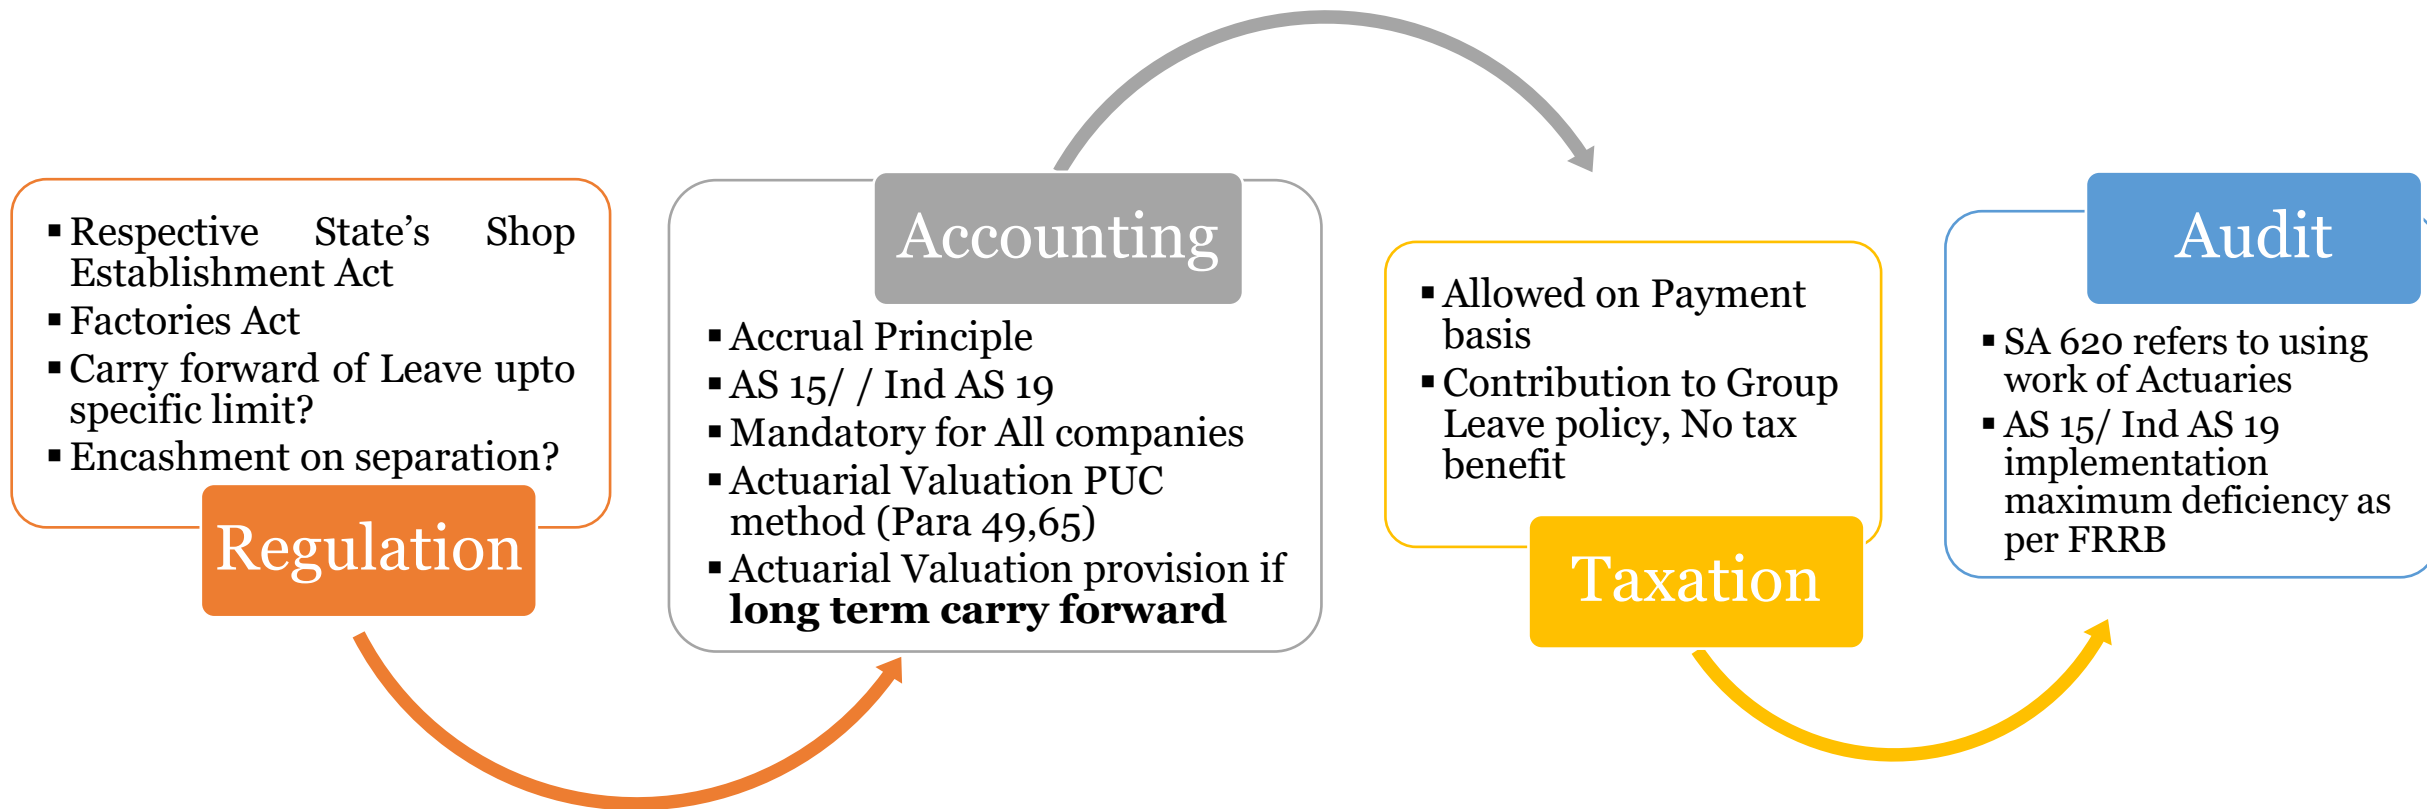 ▪ Respective State’s Shop
Establishment Act
▪ Factories Act
▪ Carry forward of Leave upto
specific limit?
▪ Encashment on separation?
Regulation
Accounting
▪ Accrual Principle
▪ AS 15/ / Ind AS 19
▪ Mandatory for All companies
▪ Actuarial Valuation PUC
method (Para 49,65)
▪ Actuarial Valuation provision if
long term carry forward
▪ Allowed on Payment
basis
▪ Contribution to Group
Leave policy, No tax
benefit
Taxation
Audit
▪ SA 620 refers to using
work of Actuaries
▪ AS 15/ Ind AS 19
implementation
maximum deficiency as
per FRRB